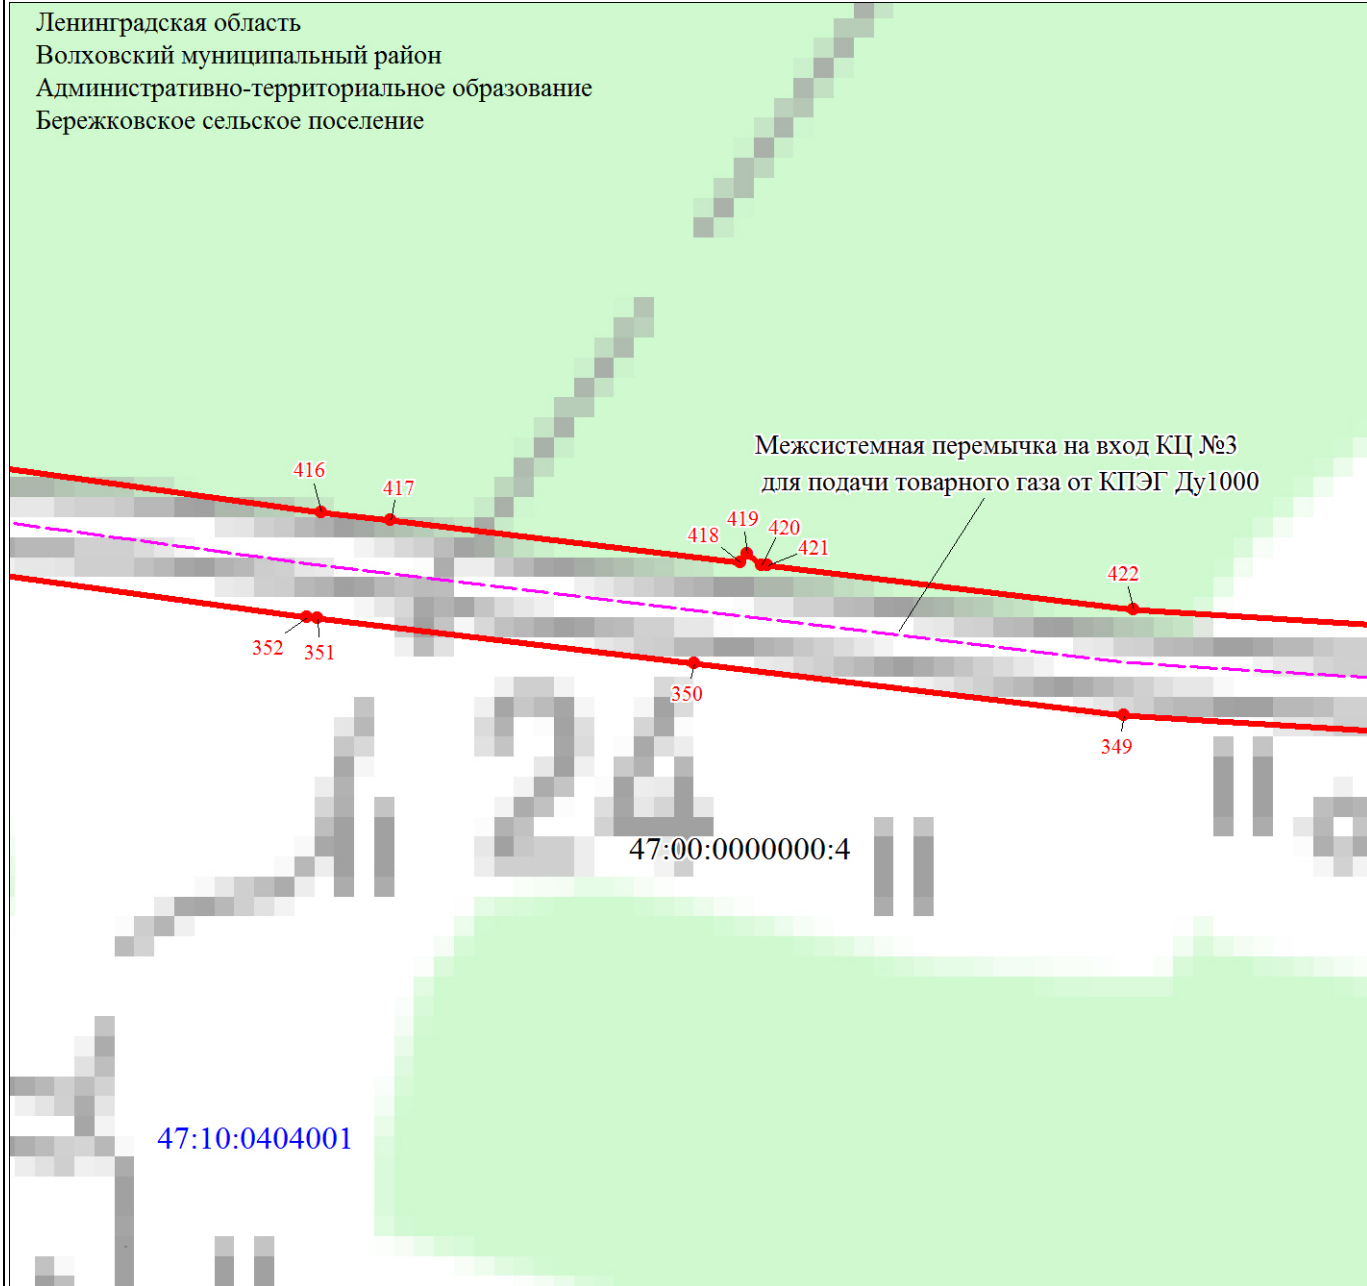 Ленинградская область
Волховский муниципальный район
Административно-территориальное образование
Бережковское сельское поселение
Межсистемная перемычка на вход КЦ №3
для подачи товарного газа от КПЭГ Ду1000
416
417
418
419
420
421
422
352
351
350
349
24
47:00:0000000:4
47:10:0404001